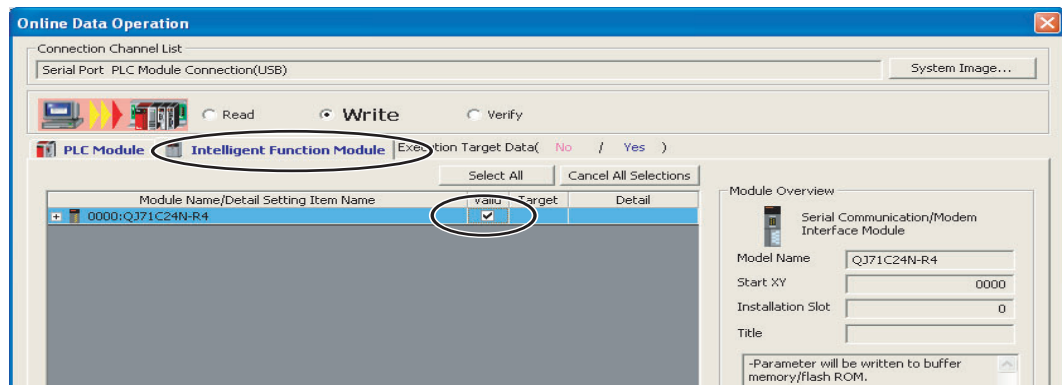 Online Data Operation
Connection Channel List
Serial Port PLC Module Connection(USB)
System Image...
Read
Write
Verify
PLC Module
Intelligent Function Module
Execution Target Data( No / Yes )
Select All
Cancel All Selections
Module Name/Detail Setting Item Name
Valid
Target
Detail
0000:QJ71C24N-R4
Module Overview
Serial Communication/Modem
Interface Module
Model Name
QJ71C24N-R4
Start XY
0000
Installation Slot
0
Title
-Parameter will be written to buffer
memory/flash ROM.